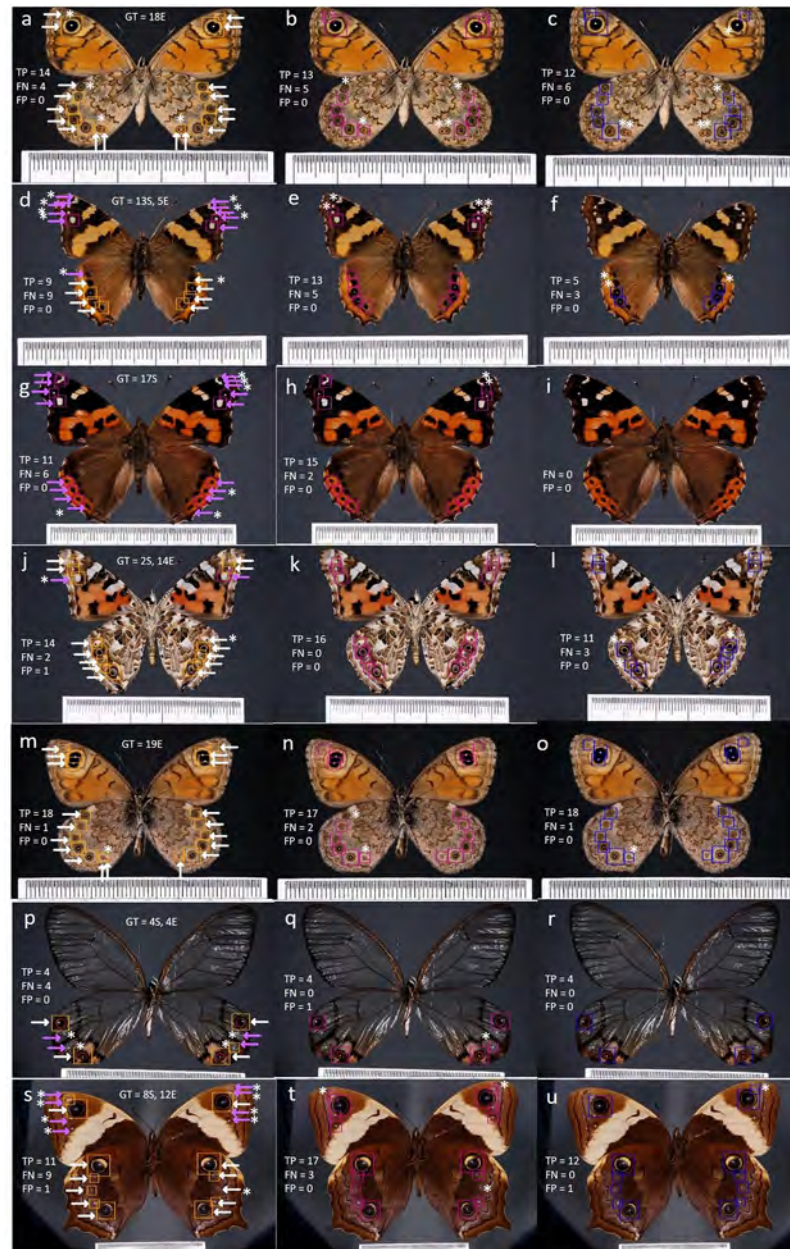 a
GT = 18E
TP = 14
FN = 4
FP = 0
b
TP = 13
FN = 5
FP = 0
c
TP = 12
FN = 6
FP = 0
d
GT = 13S, 5E
TP = 9
FN = 9
FP = 0
e
TP = 13
FN = 5
FP = 0
f
TP = 5
FN = 3
FP = 0
g
GT = 17S
TP = 11
FN = 6
FP = 0
h
TP = 15
FN = 2
FP = 0
i
FN = 0
FP = 0
j
GT = 2S, 14E
TP = 14
FN = 2
FP = 1
k
TP = 16
FN = 0
FP = 0
l
TP = 11
FN = 3
FP = 0
m
GT = 19E
TP = 18
FN = 1
FP = 0
n
TP = 17
FN = 2
FP = 0
o
TP = 18
FN = 1
FP = 0
p
GT = 4S, 4E
TP = 4
FN = 4
FP = 0
q
TP = 4
FN = 0
FP = 1
r
TP = 4
FN = 0
FP = 0
s
GT = 8S, 12E
TP = 11
FN = 9
FP = 1
t
TP = 17
FN = 3
FP = 0
u
TP = 12
FN = 0
FP = 1